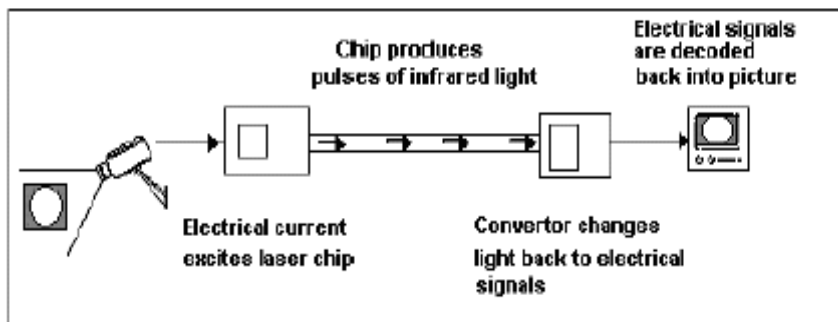 Chip produces
pulses of infrared light
Electrical signals
are decoded
back into picture
Electrical current
excites laser chip
Convertor changes
light back to electrical
signals